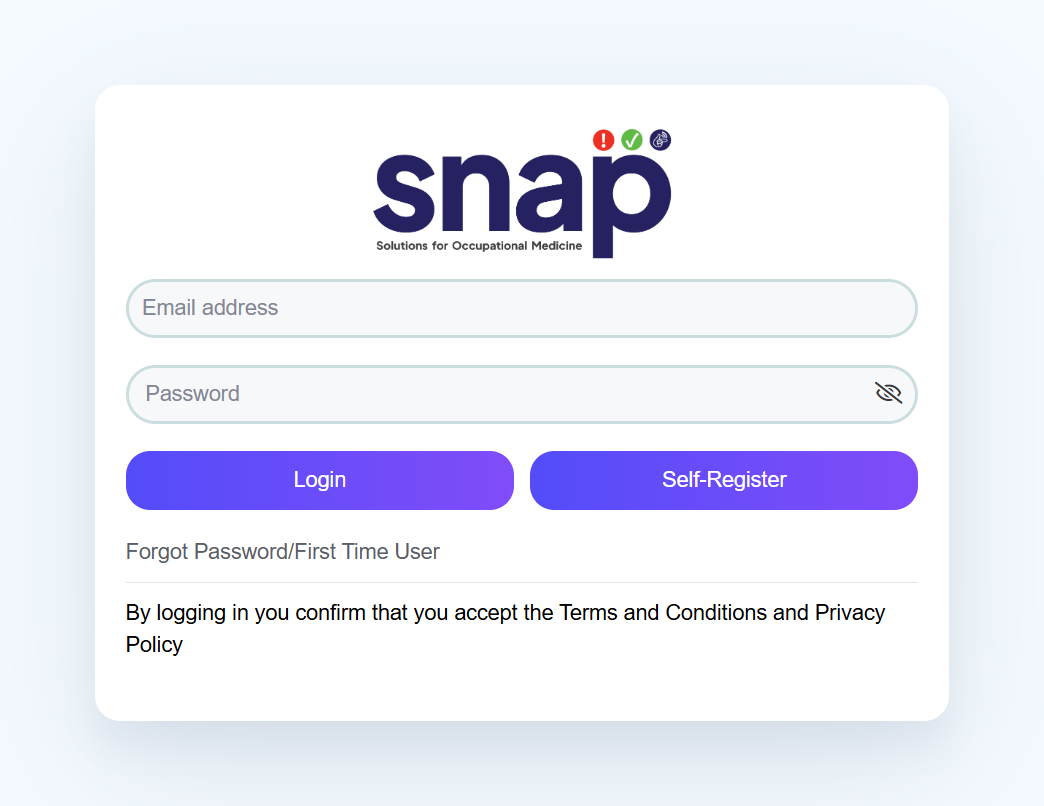 snap
Solutions for Occupational Medicine
Email address
Password
Login
Self-Register
Forgot Password/First Time User
By logging in you confirm that you accept the Terms and Conditions and Privacy
Policy